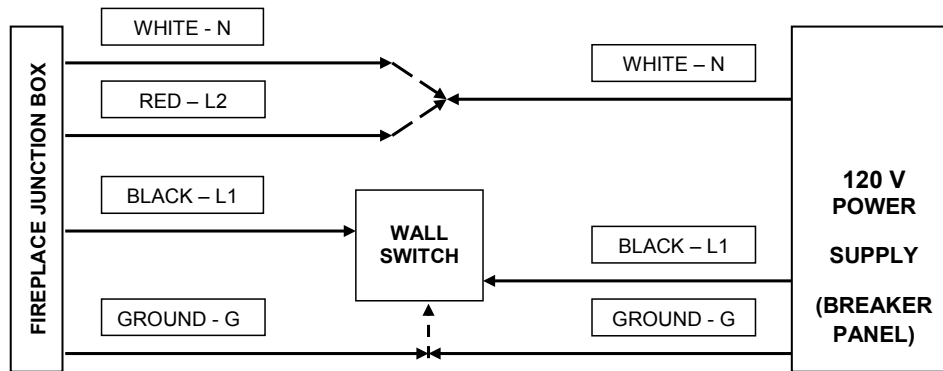 FIREPLACE JUNCTION BOX
WHITE - N
RED – L2
BLACK – L1
GROUND - G
WALL
SWITCH
WHITE – N
BLACK – L1
GROUND - G
120 V
POWER
SUPPLY
(BREAKER
PANEL)